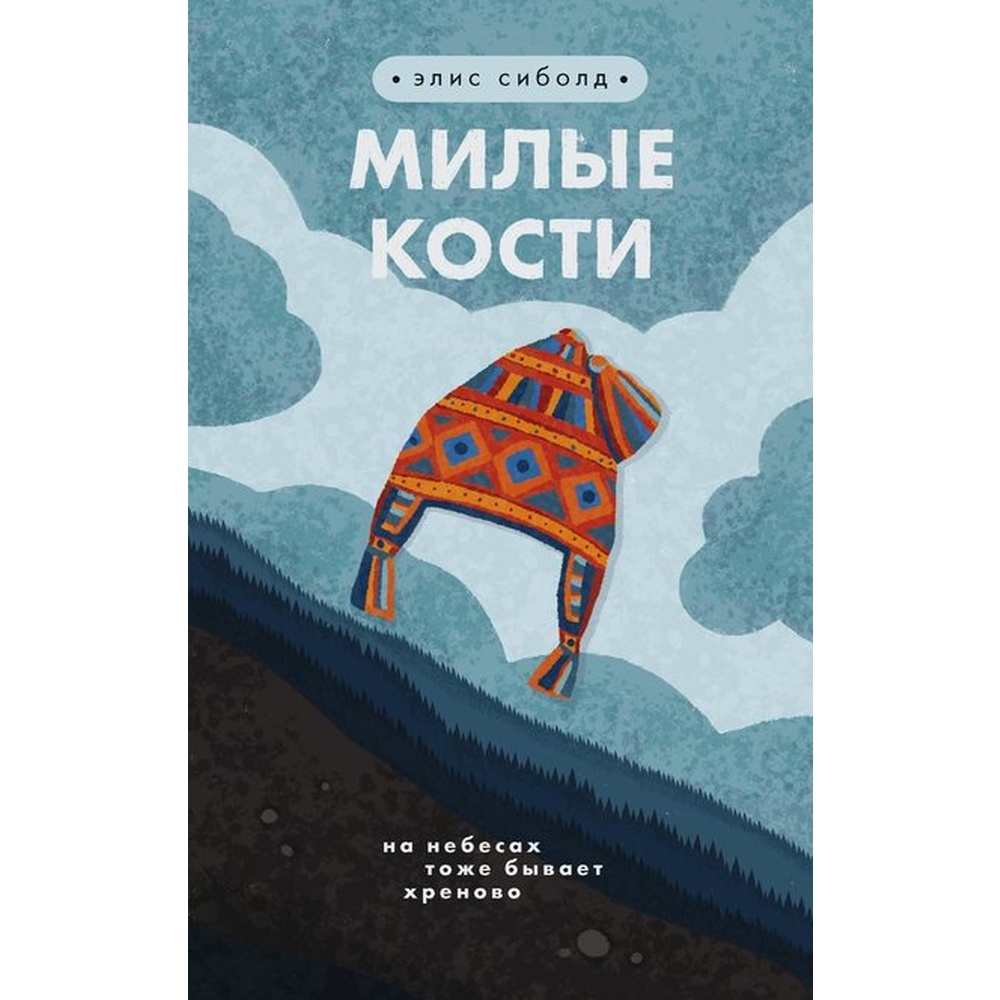 • элис сиболд •
МИЛЫЕ
КОСТИ
на небесах
тоже бывает
хреново